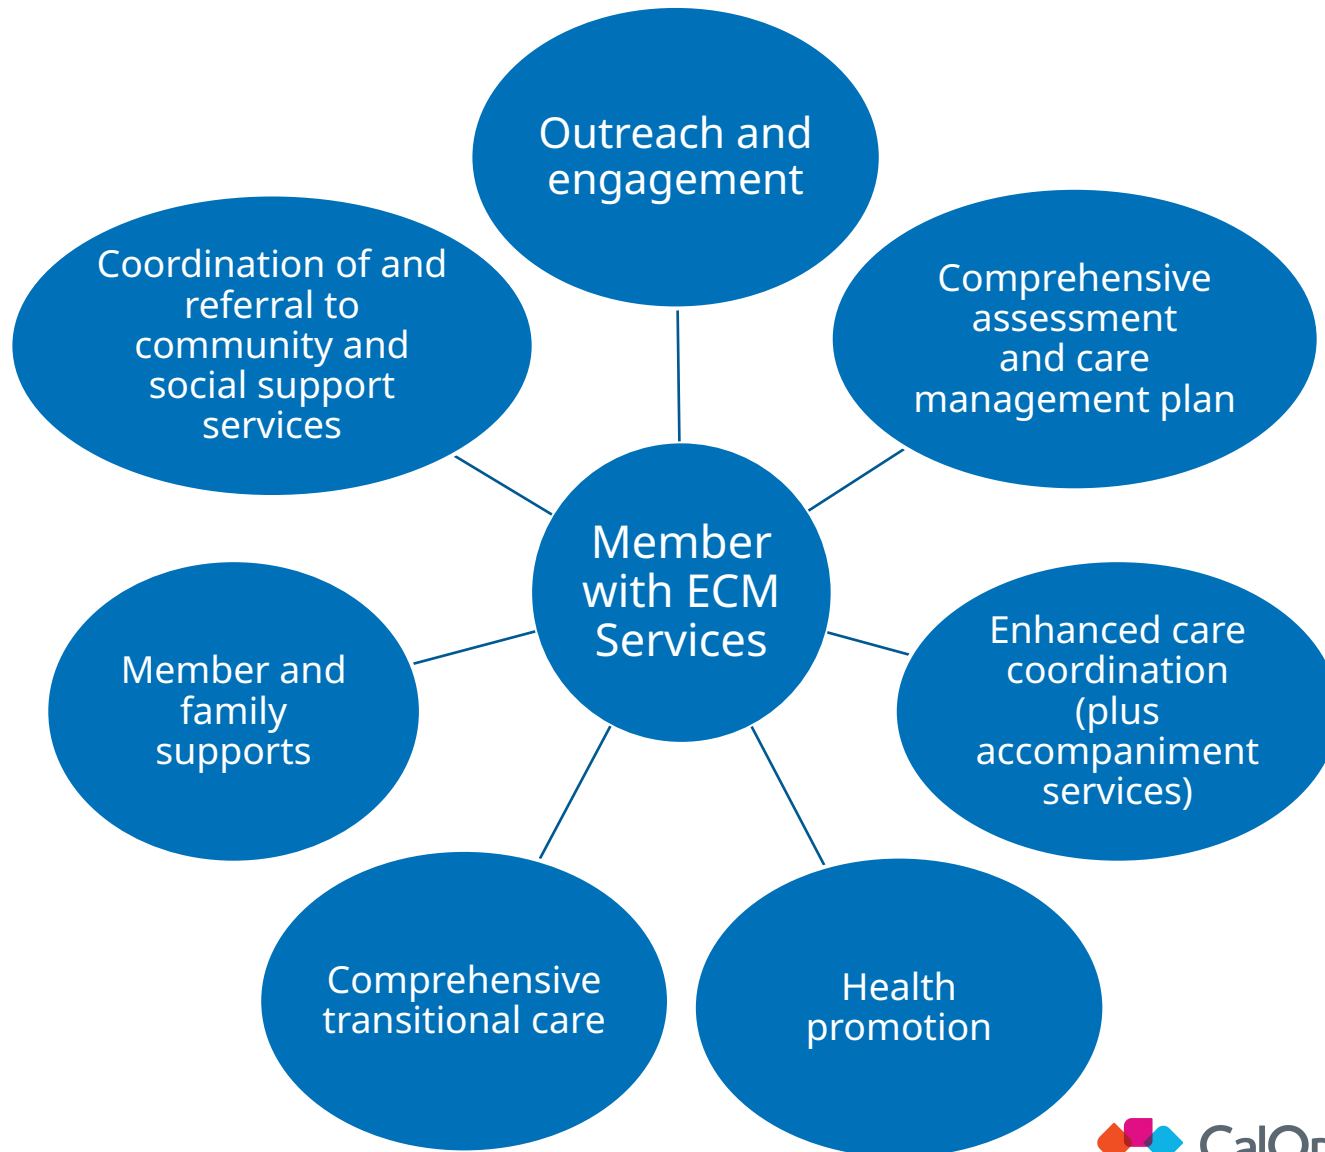 Outreach and
engagement
Comprehensive
assessment
and care
management plan
Enhanced care
coordination
(plus
accompaniment
services)
Health
promotion
Comprehensive
transitional care
Member and
family
supports
Coordination of and
referral to
community and
social support
services
Member
with ECM
Services